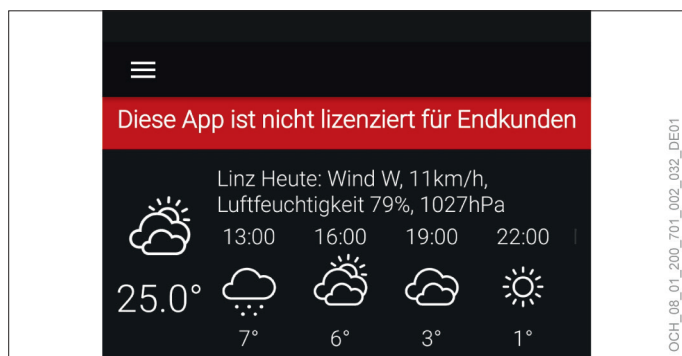 Diese App ist nicht lizenziert für Endkunden
Linz Heute: Wind W, 11km/h,
Luftfeuchtigkeit 79%, 1027hPa
13:00 16:00 19:00 22:00
25.0°
7° 6° 3° 1°
OCH_08_01_200_701_002_032_DE01